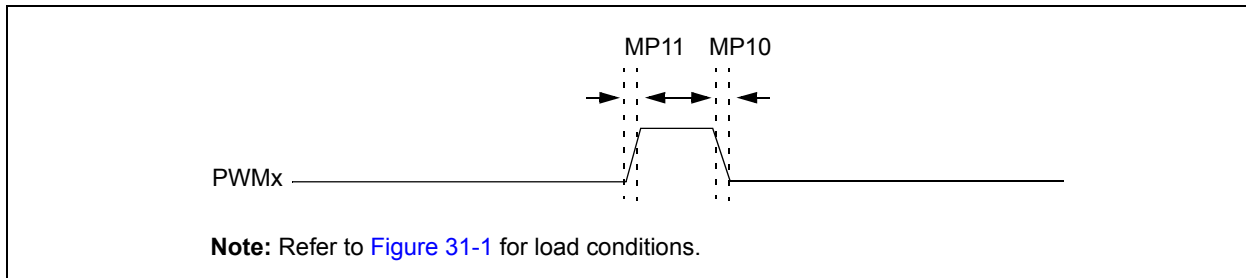 MP11 MP10
PWMx
Note: Refer to Figure 31-1 for load conditions.